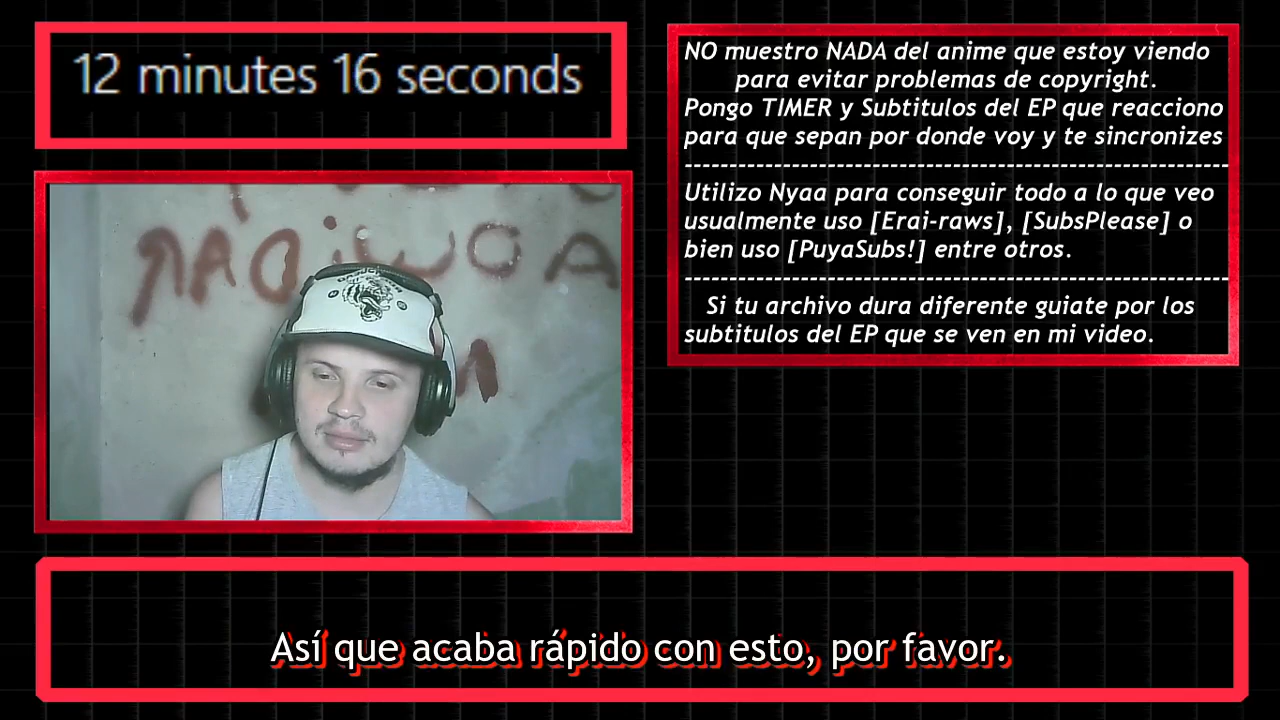 12 minutes 16 seconds
NO muestro NADA del anime que estoy viendo
para evitar problemas de copyright.
Pongo TIMER y Subtitulos del EP que reacciono
para que sepan por donde voy y te sincronizes
Utilizo Nyaa para conseguir todo a lo que veo
usualmente uso [Erai-raws], [SubsPlease] o
bien uso [PuyaSubs!] entre otros.
Si tu archivo dura diferente guiate por los
subtitulos del EP que se ven en mi video.
Así que acaba rápido con esto, por favor.